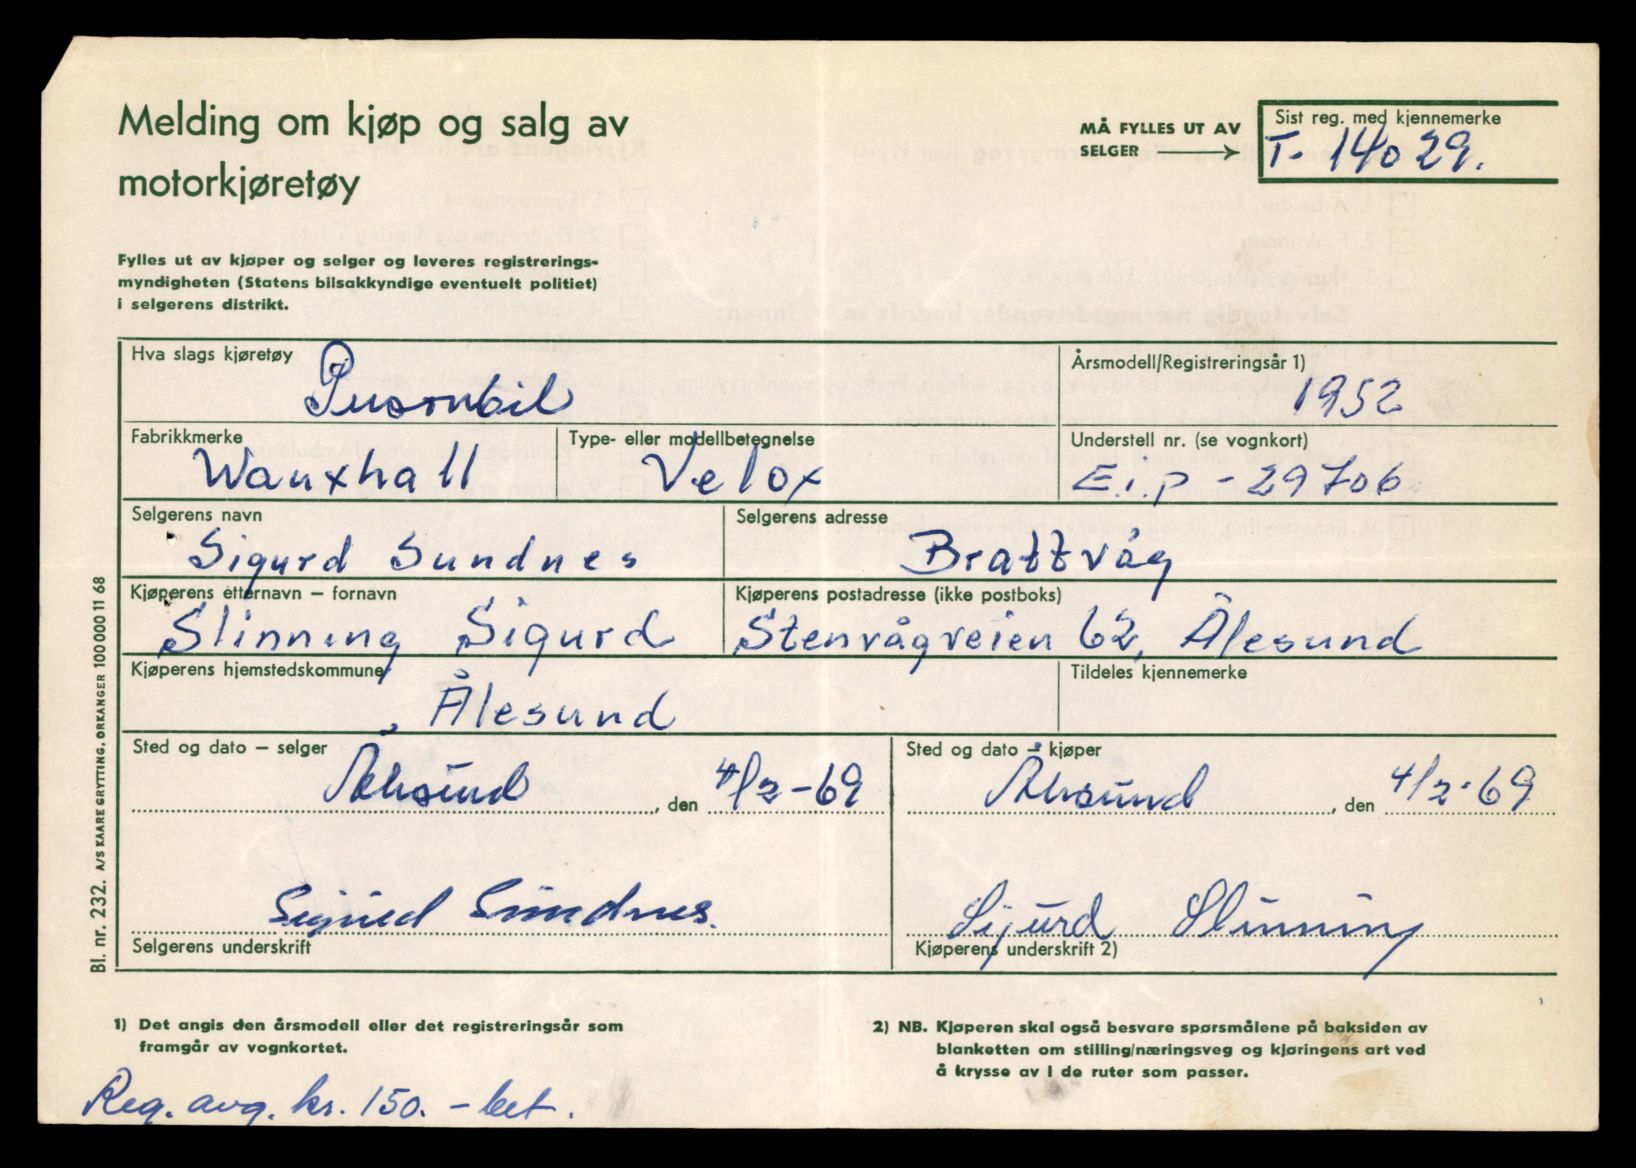 Melding om kjøp og salg av
motorkjøretøy
MÅ FYLLES UT AV
SELGER
Sist reg. med kjennemerke
T- 14029.
Fylles ut av kjøper og selger og leveres registrerings-
myndigheten (Statens bilsakkyndige eventuelt politiet)
i selgerens distrikt.
Hva slags kjøretøy
Personbil
Årsmodell/Registreringsår 1)
1952
Fabrikkmerke
Wauxhall
Type- eller modellbetegnelse
Velox
Understell nr. (se vognkort)
E.i.p - 29706
Selgerens navn
Sigurd Sundnes
Selgerens adresse
Brattvåg
Kjøperens etternavn – fornavn
Slinning Sigurd
Kjøperens postadresse (ikke postboks)
Stenvågveien 62, Ålesund
Kjøperens hjemstedskommune
Ålesund
Tildeles kjennemerke
Sted og dato – selger
Ålesund, den 4/2-69
Sted og dato – kjøper
Ålesund, den 4/2-69
Sigurd Sundnes.
Selgerens underskrift
Sigurd Slinning
Kjøperens underskrift 2)
Bl. nr. 232. A/S KAARE GRYTTING, ORKANGER 100 000 11 68
1) Det angis den årsmodell eller det registreringsår som
framgår av vognkortet.
2) NB. Kjøperen skal også besvare spørsmålene på baksiden av
blanketten om stilling/næringsveg og kjøringens art ved
å krysse av i de ruter som passer.
Reg. avg. kr. 150. - bet.